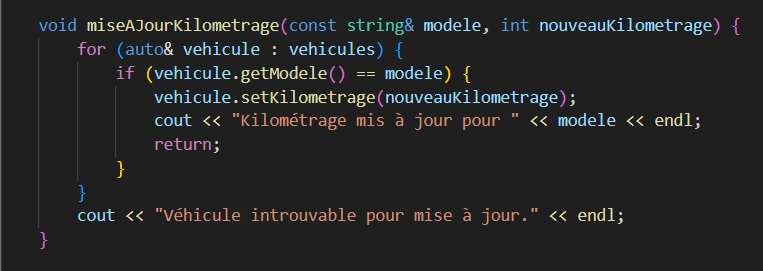 void miseAJourKilometrage(const string& modele, int nouveauKilometrage) {
    for (auto& vehicule : vehicules) {
        if (vehicule.getModele() == modele) {
            vehicule.setKilometrage(nouveauKilometrage);
            cout << "Kilométrage mis à jour pour " << modele << endl;
            return;
        }
    }
    cout << "Véhicule introuvable pour mise à jour." << endl;
}